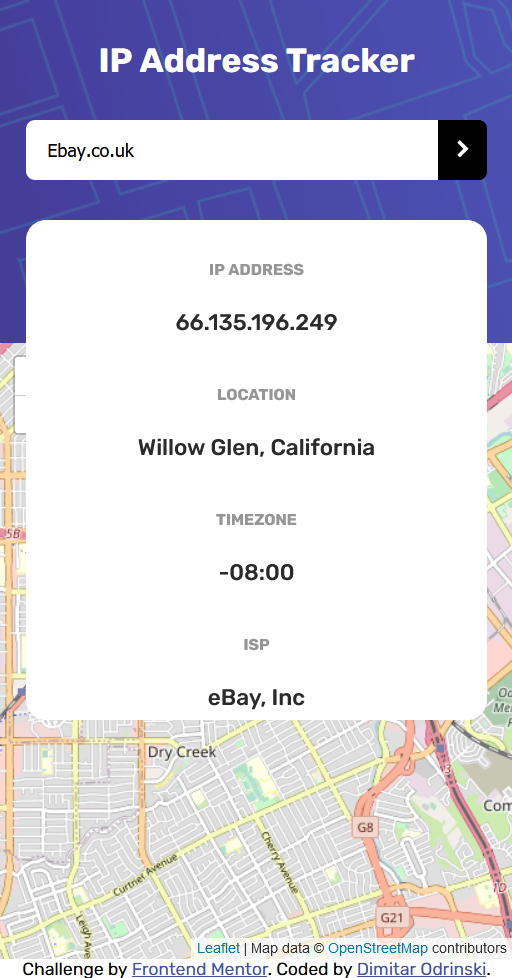 IP Address Tracker
Ebay.co.uk
IP ADDRESS
66.135.196.249
LOCATION
Willow Glen, California
TIMEZONE
-08:00
ISP
eBay, Inc
5B
Dry Creek
Com
G8
Cherry Avenue
Curtner Avenue
1D
G21
Leigh Ave
Leaflet | Map data © OpenStreetMap contributors
Challenge by Frontend Mentor. Coded by Dimitar Odrinski.